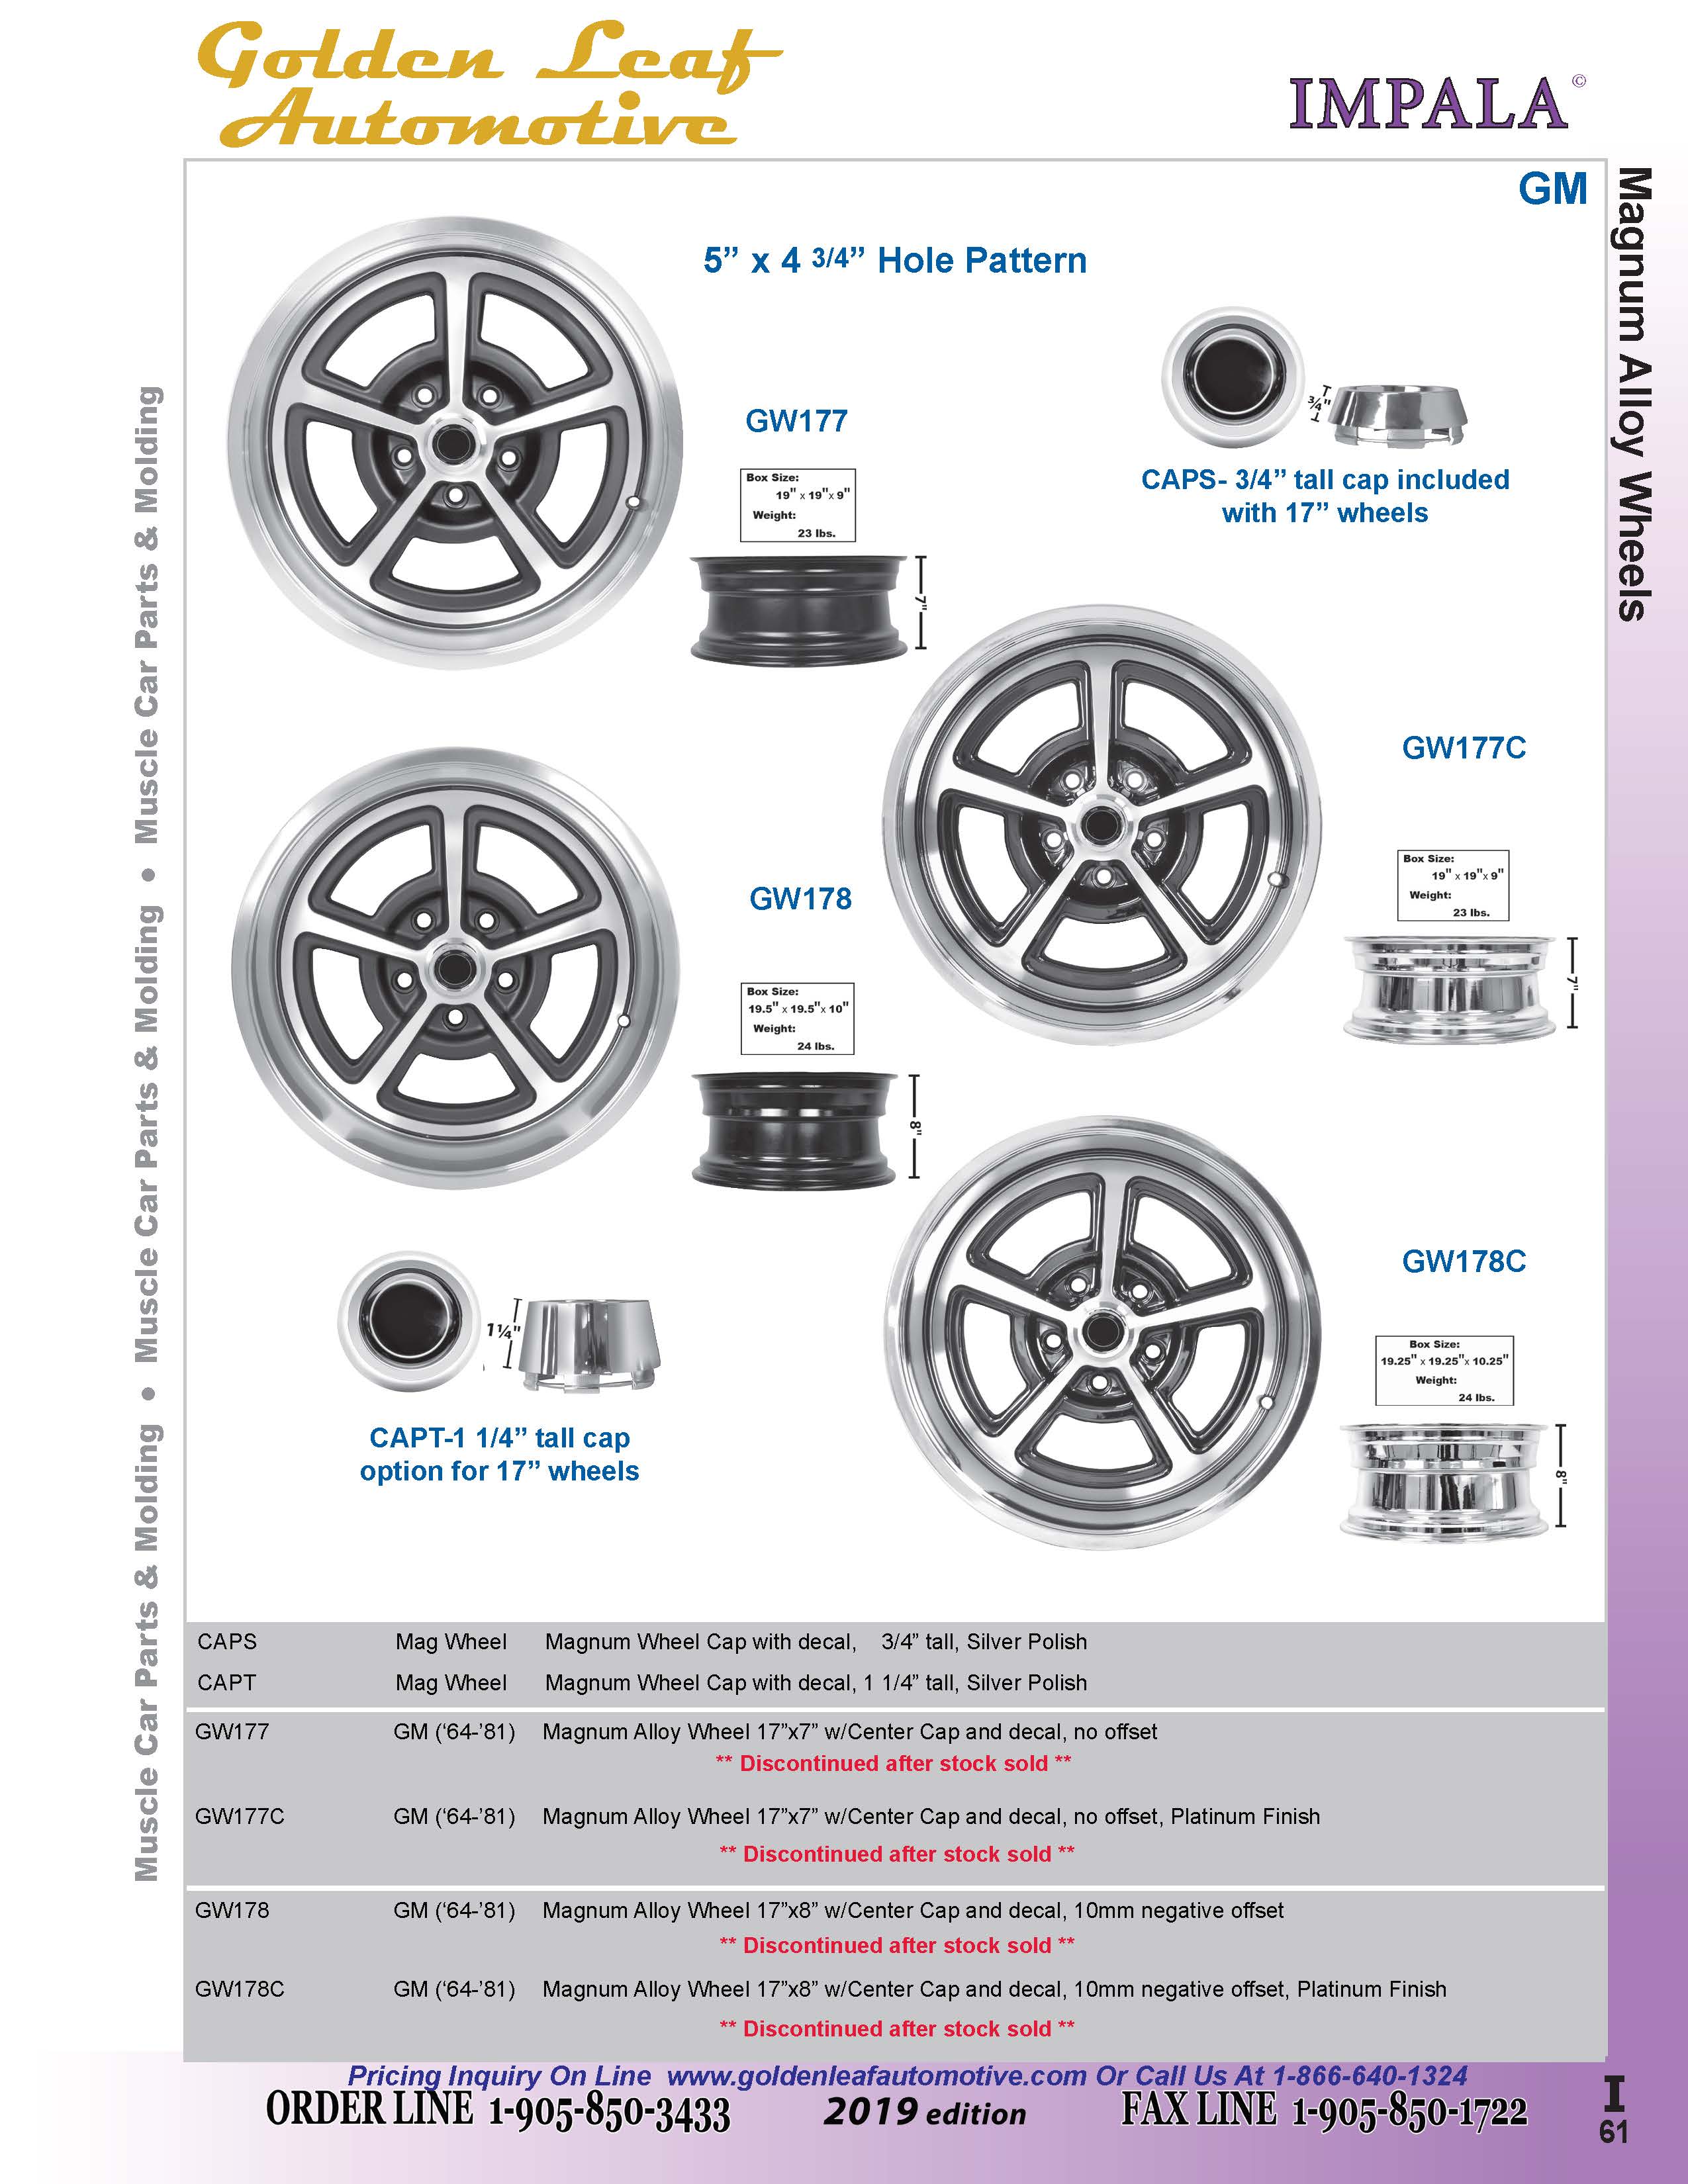 Golden Leaf
Automotive
IMPALA©
GM
Magnum Alloy Wheels
Muscle Car Parts & Molding • Muscle Car Parts & Molding • Muscle Car Parts & Molding
5” x 4 3/4” Hole Pattern
GW177
Box Size:
19" x 19"x 9"
Weight:
23 lbs.
7"
3/4"
CAPS- 3/4” tall cap included
with 17” wheels
GW177C
Box Size:
19" x 19"x 9"
Weight:
23 lbs.
7"
GW178
Box Size:
19.5" x 19.5"x 10"
Weight:
24 lbs.
8"
1¼"
CAPT-1 1/4” tall cap
option for 17” wheels
GW178C
Box Size:
19.25" x 19.25"x 10.25"
Weight:
24 lbs.
8"
CAPS Mag Wheel Magnum Wheel Cap with decal, 3/4” tall, Silver Polish
CAPT Mag Wheel Magnum Wheel Cap with decal, 1 1/4” tall, Silver Polish
GW177 GM (‘64-’81) Magnum Alloy Wheel 17”x7” w/Center Cap and decal, no offset
** Discontinued after stock sold **
GW177C GM (‘64-’81) Magnum Alloy Wheel 17”x7” w/Center Cap and decal, no offset, Platinum Finish
** Discontinued after stock sold **
GW178 GM (‘64-’81) Magnum Alloy Wheel 17”x8” w/Center Cap and decal, 10mm negative offset
** Discontinued after stock sold **
GW178C GM (‘64-’81) Magnum Alloy Wheel 17”x8” w/Center Cap and decal, 10mm negative offset, Platinum Finish
** Discontinued after stock sold **
Pricing Inquiry On Line www.goldenleafautomotive.com Or Call Us At 1-866-640-1324
ORDER LINE 1-905-850-3433 2019 edition FAX LINE 1-905-850-1722
I
61